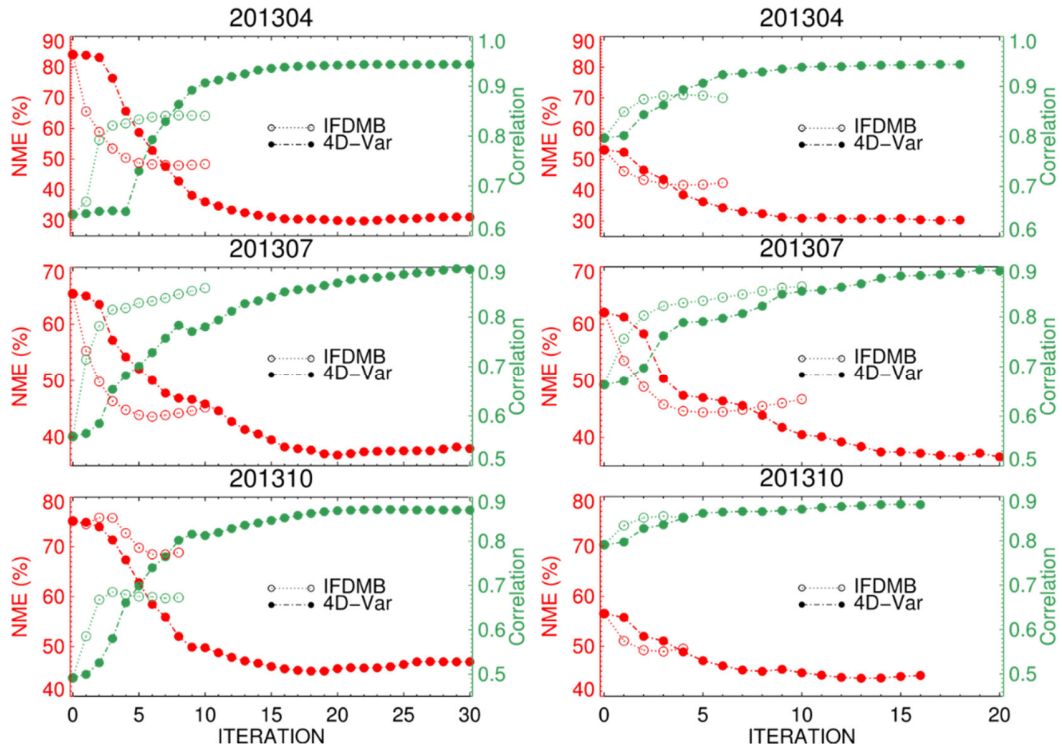 201304
201304
90
80
70
60
50
40
30
NME (%)
IFDMB
4D-Var
1.0
0.9
0.8
0.7
0.6
Correlation
90
80
70
60
50
40
30
NME (%)
IFDMB
4D-Var
1.0
0.9
0.8
0.7
0.6
Correlation
201307
201307
70
60
50
40
NME (%)
IFDMB
4D-Var
0.9
0.8
0.7
0.6
0.5
Correlation
70
60
50
40
NME (%)
IFDMB
4D-Var
0.9
0.8
0.7
0.6
0.5
Correlation
201310
201310
80
70
60
50
40
NME (%)
IFDMB
4D-Var
0.9
0.8
0.7
0.6
0.5
Correlation
80
70
60
50
40
NME (%)
IFDMB
4D-Var
0.9
0.8
0.7
0.6
0.5
Correlation
0 5 10 15 20 25 30
0 5 10 15 20
ITERATION
ITERATION